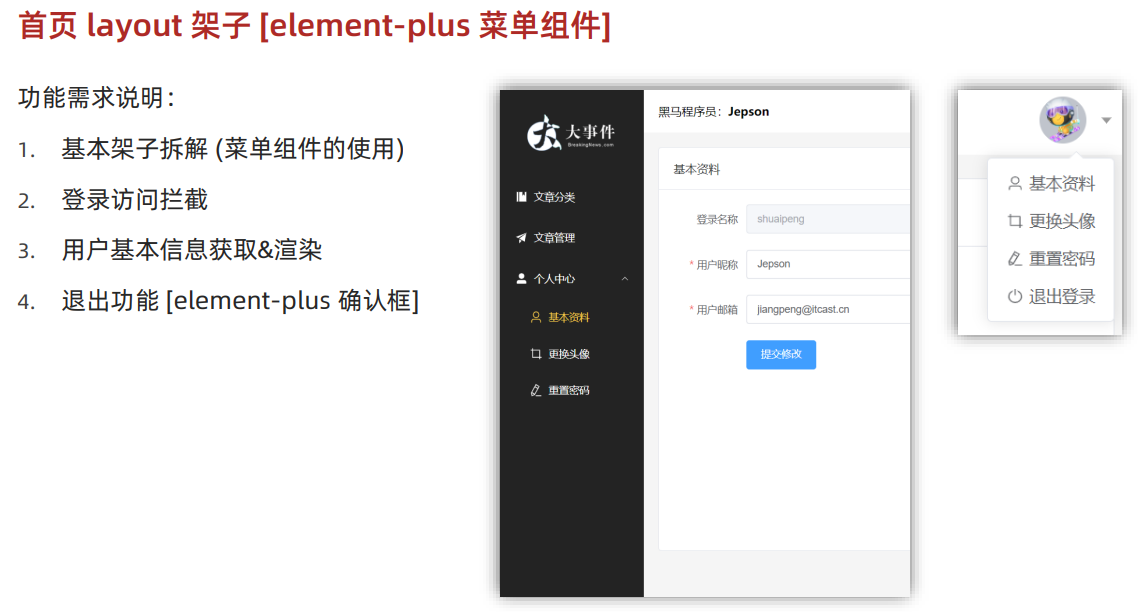 首页 layout 架子 [element-plus 菜单组件]
功能需求说明：
1. 基本架子拆解 (菜单组件的使用)
2. 登录访问拦截
3. 用户基本信息获取&渲染
4. 退出功能 [element-plus 确认框]
大事件
BreakingNews.com
文章分类
文章管理
个人中心
基本资料
更换头像
重置密码
黑马程序员：Jepson
基本资料
登录名称 shuaipeng
* 用户昵称 Jepson
* 用户邮箱 jiangpeng@itcast.cn
提交修改
基本资料
更换头像
重置密码
退出登录